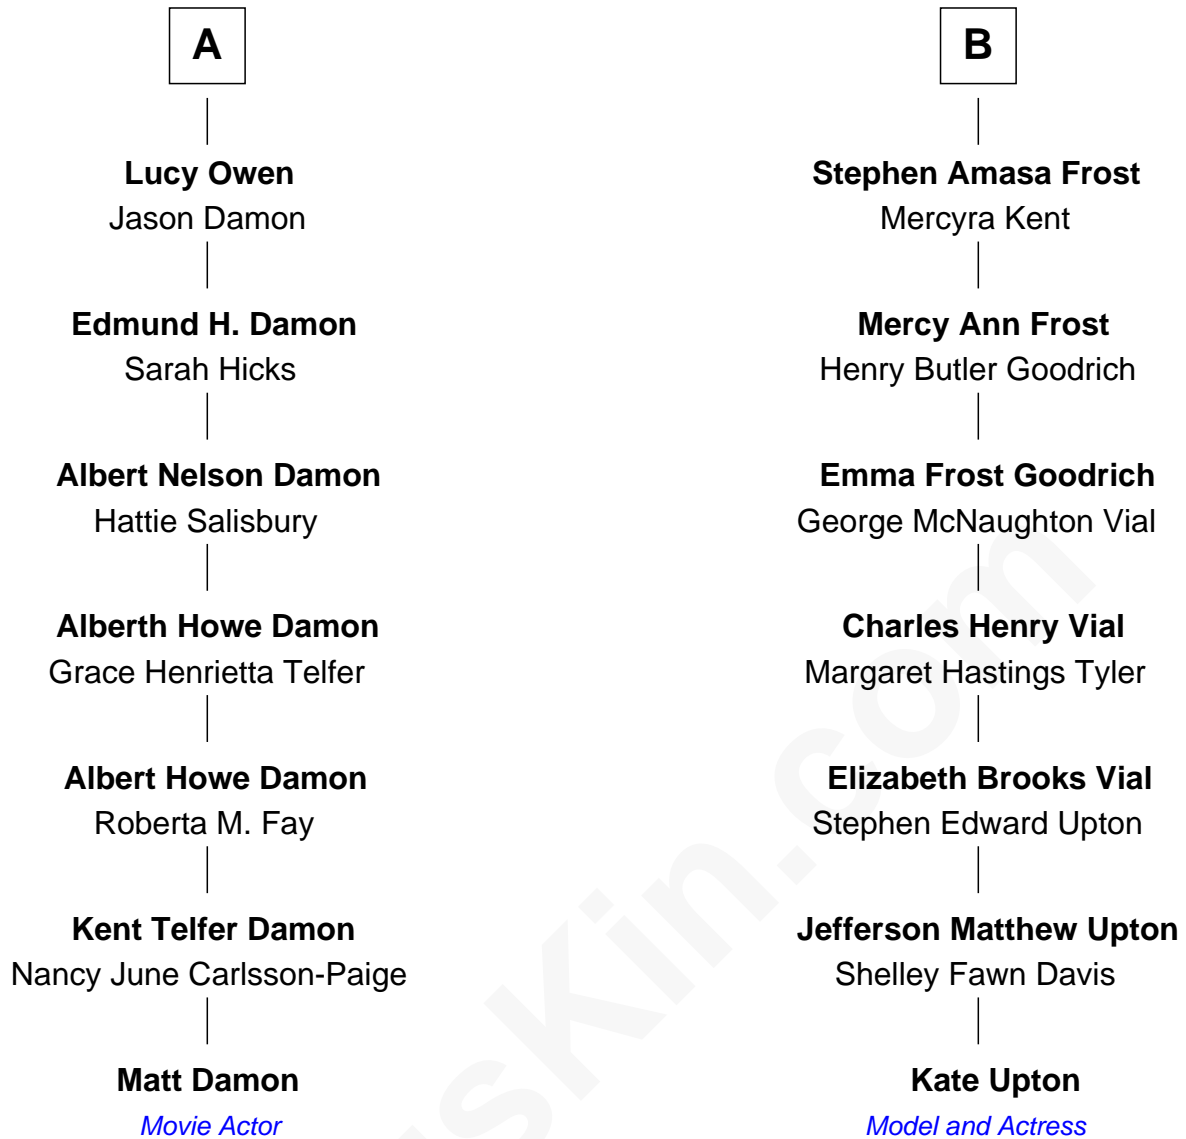 A
B
Lucy Owen
Jason Damon
Stephen Amasa Frost
Mercyra Kent
Edmund H. Damon
Sarah Hicks
Mercy Ann Frost
Henry Butler Goodrich
Albert Nelson Damon
Hattie Salisbury
Emma Frost Goodrich
George McNaughton Vial
Alberth Howe Damon
Grace Henrietta Telfer
Charles Henry Vial
Margaret Hastings Tyler
Albert Howe Damon
Roberta M. Fay
Elizabeth Brooks Vial
Stephen Edward Upton
Kent Telfer Damon
Nancy June Carlsson-Paige
Jefferson Matthew Upton
Shelley Fawn Davis
Matt Damon
Movie Actor
Kate Upton
Model and Actress
sKin.com